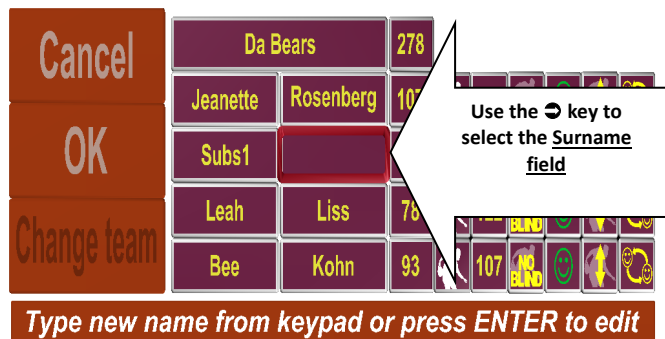 Cancel
OK
Change team
Da Bears 278
Jeanette Rosenberg
Subs1
Leah Liss 78
Bee Kohn 93 107 NO BLIND
Use the ➲ key to
select the Surname
field
Type new name from keypad or press ENTER to edit